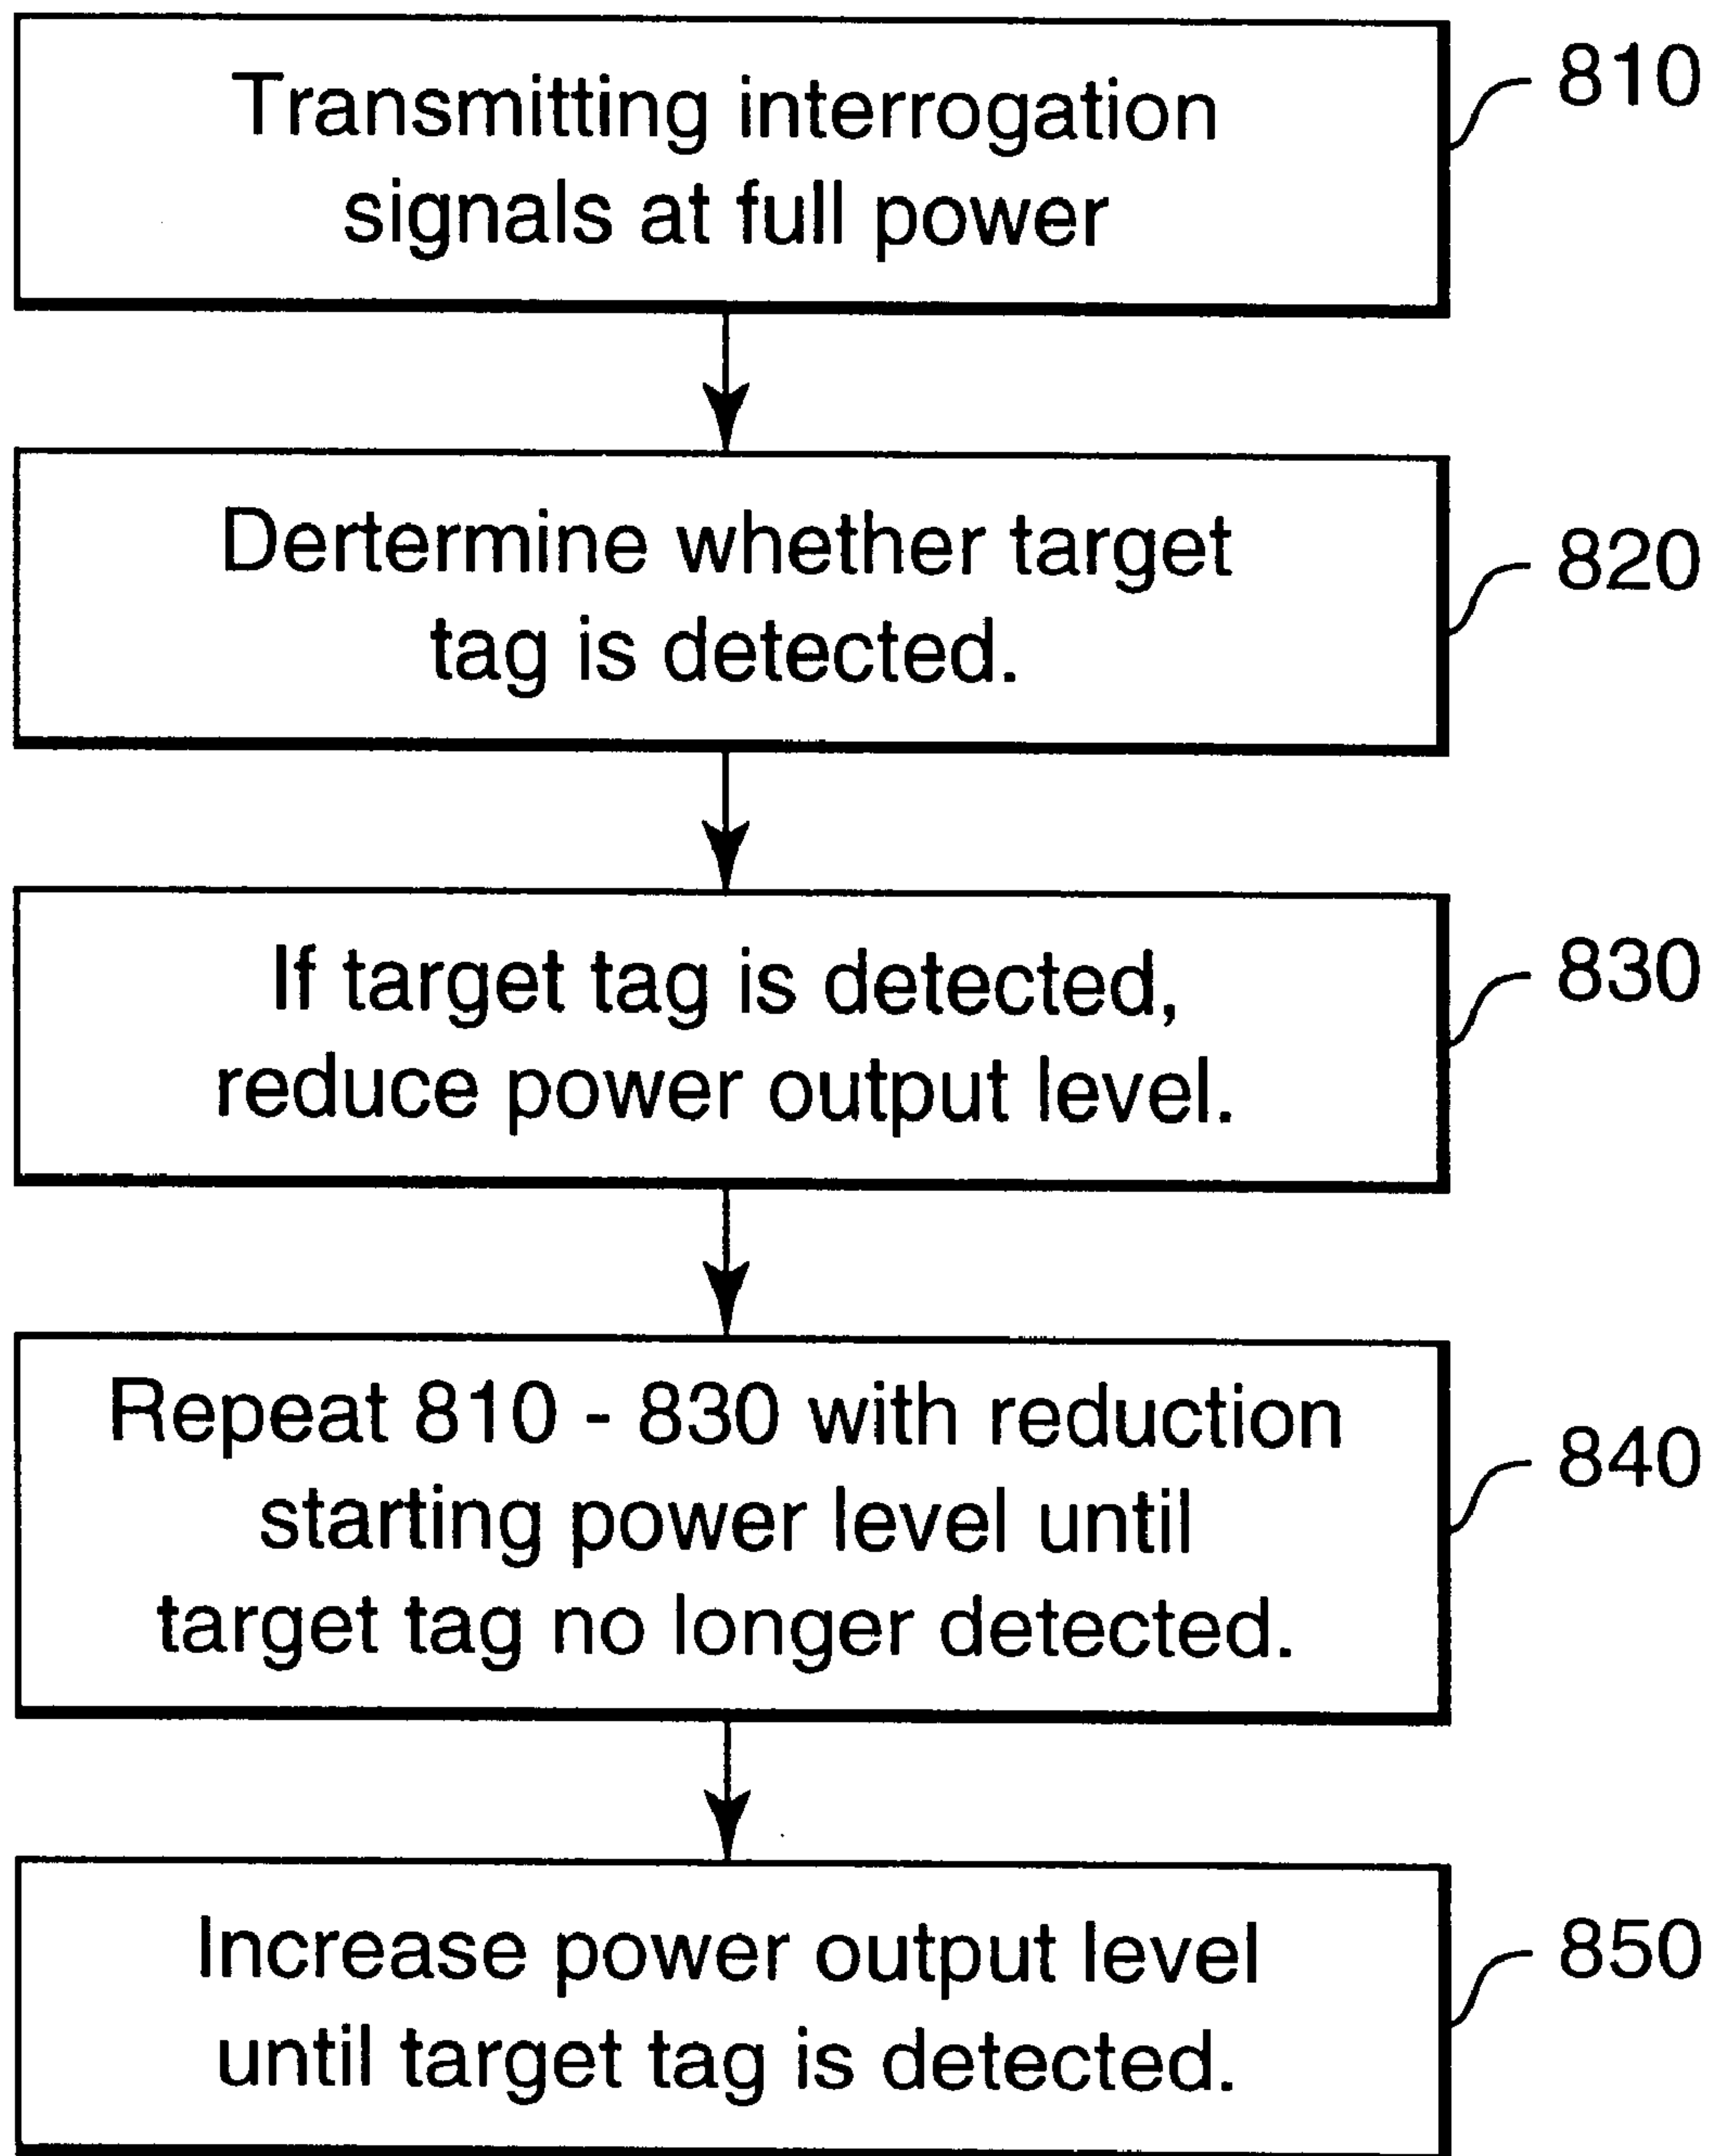 Transmitting interrogation
signals at full power
810
Dertermine whether target
tag is detected.
820
If target tag is detected,
reduce power output level.
830
Repeat 810 - 830 with reduction
starting power level until
target tag no longer detected.
840
Increase power output level
until target tag is detected.
850